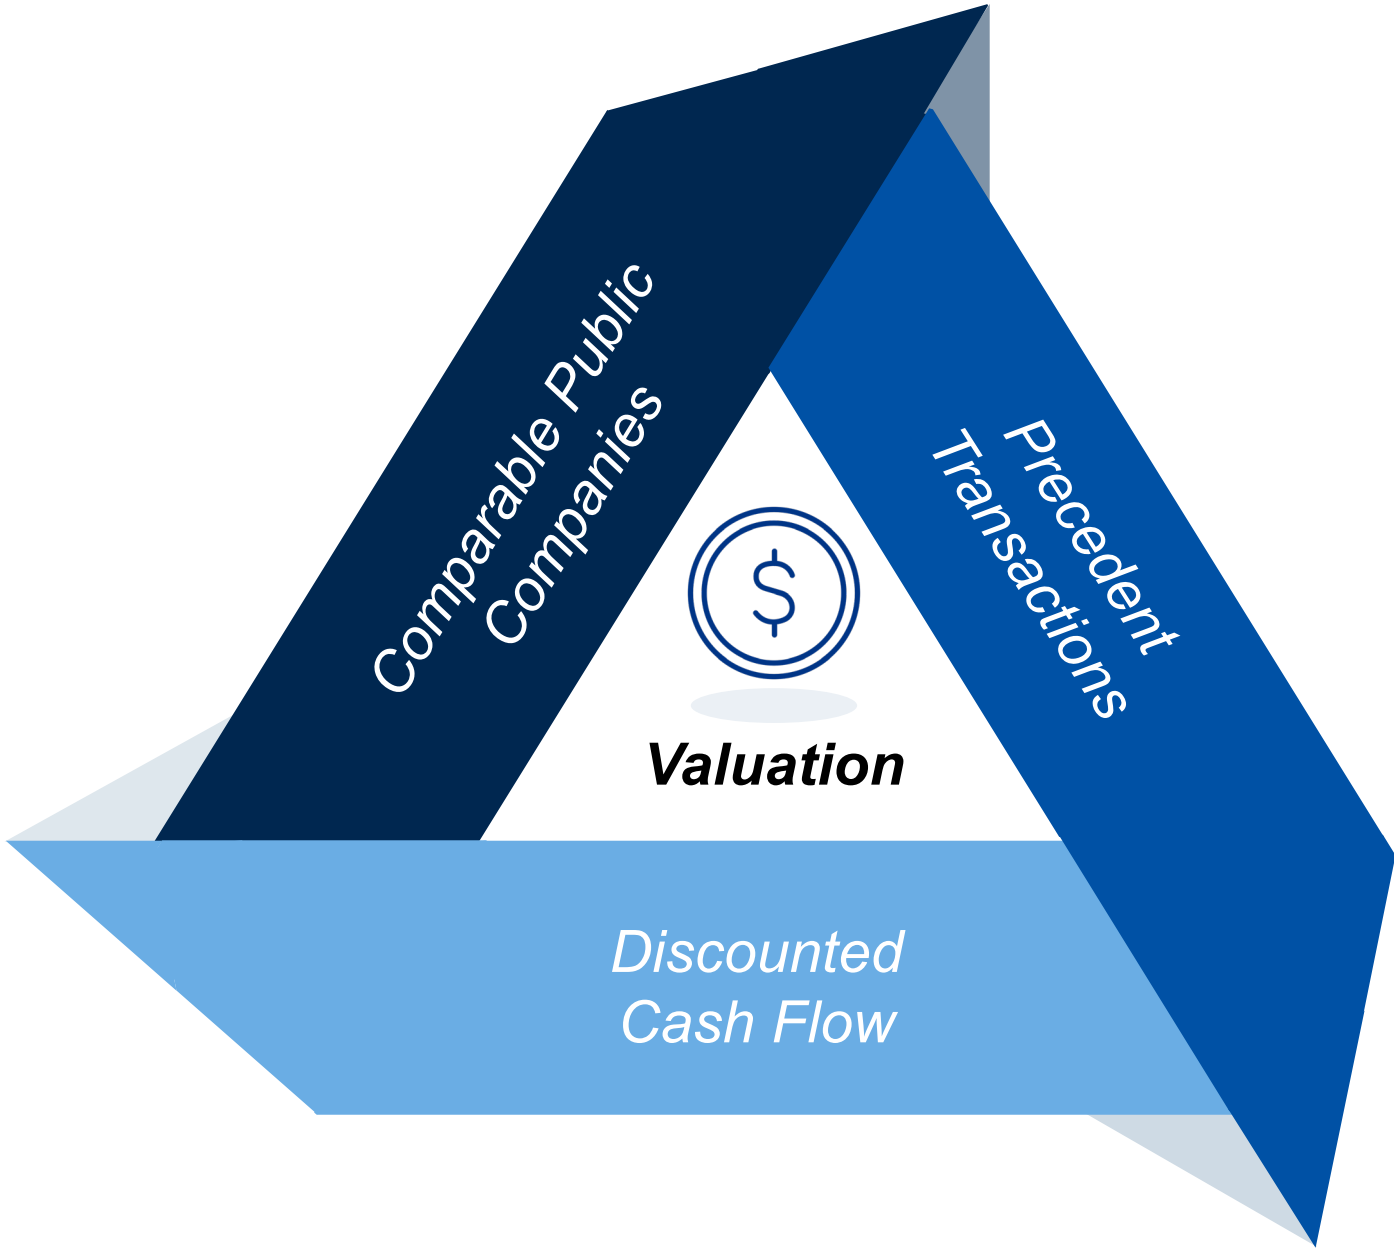 Comparable Public
Companies
Precedent
Transactions
$
Valuation
Discounted
Cash Flow